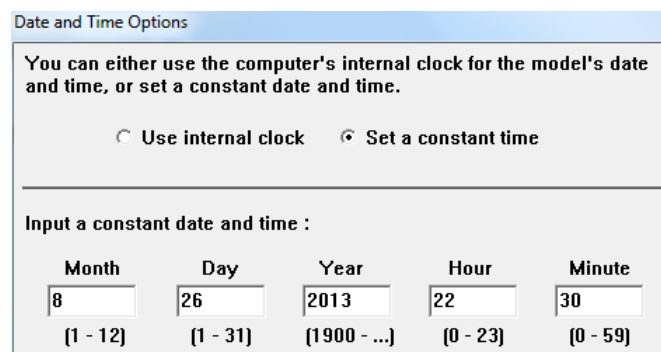 Date and Time Options
You can either use the computer's internal clock for the model's date
and time, or set a constant date and time.
Use internal clock Set a constant time
Input a constant date and time :
Month Day Year Hour Minute
8 26 2013 22 30
(1 - 12) (1 - 31) (1900 - ...) (0 - 23) (0 - 59)